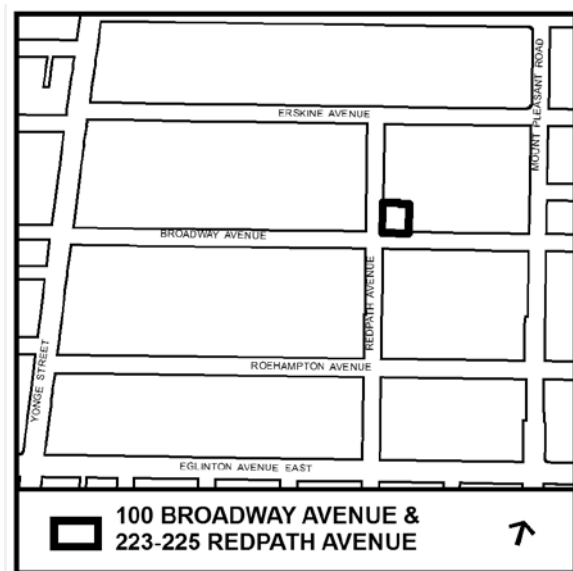 MOUNT PLEASANT ROAD
ERSKINE AVENUE
BROADWAY AVENUE
REDPATH AVENUE
ROEHAMPTON AVENUE
YONGE STREET
EGLINTON AVENUE EAST
100 BROADWAY AVENUE &
223-225 REDPATH AVENUE